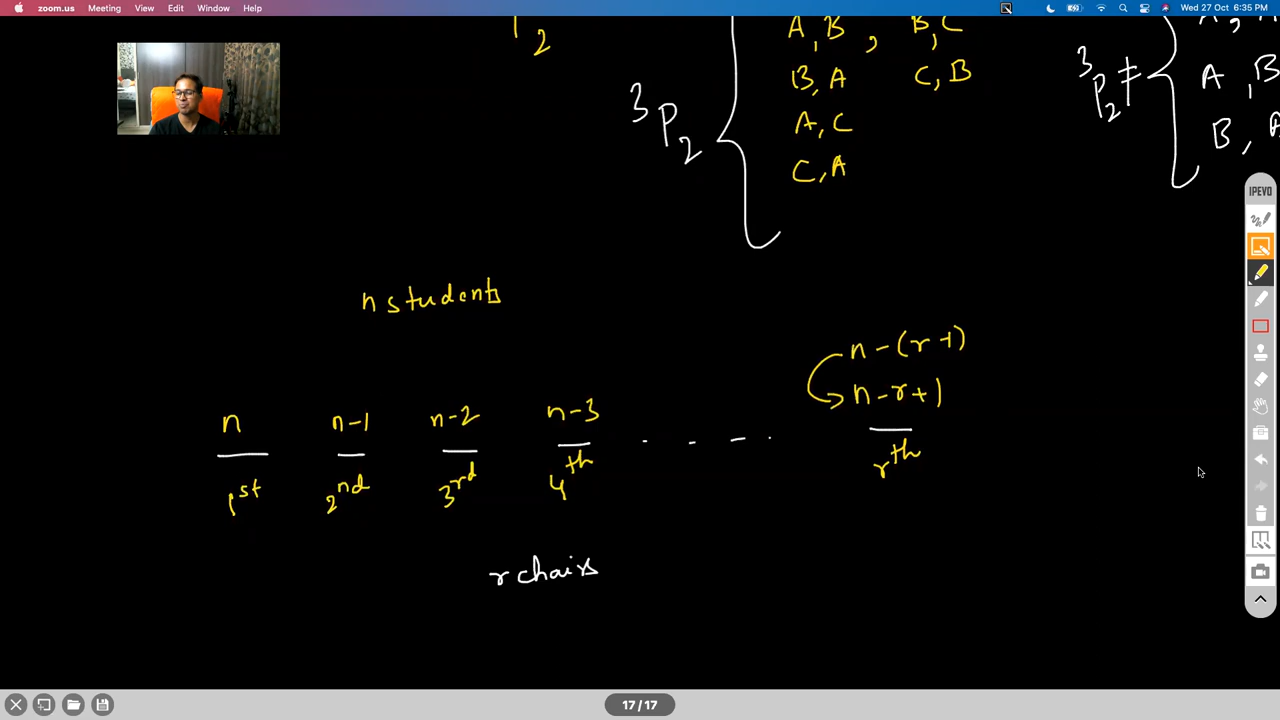 zoom.us Meeting View Edit Window Help Wed 27 Oct 6:35 PM
P2
A, B , B, C
B, A C, B
A, C
C, A
3P2
3P2 ≠
A , B
B ,
IPEVO
n students
n-(r-1)
n n-1 n-2 n-3 . . - . n-r+1
1st 2nd 3rd 4th rth
r chairs
17 / 17